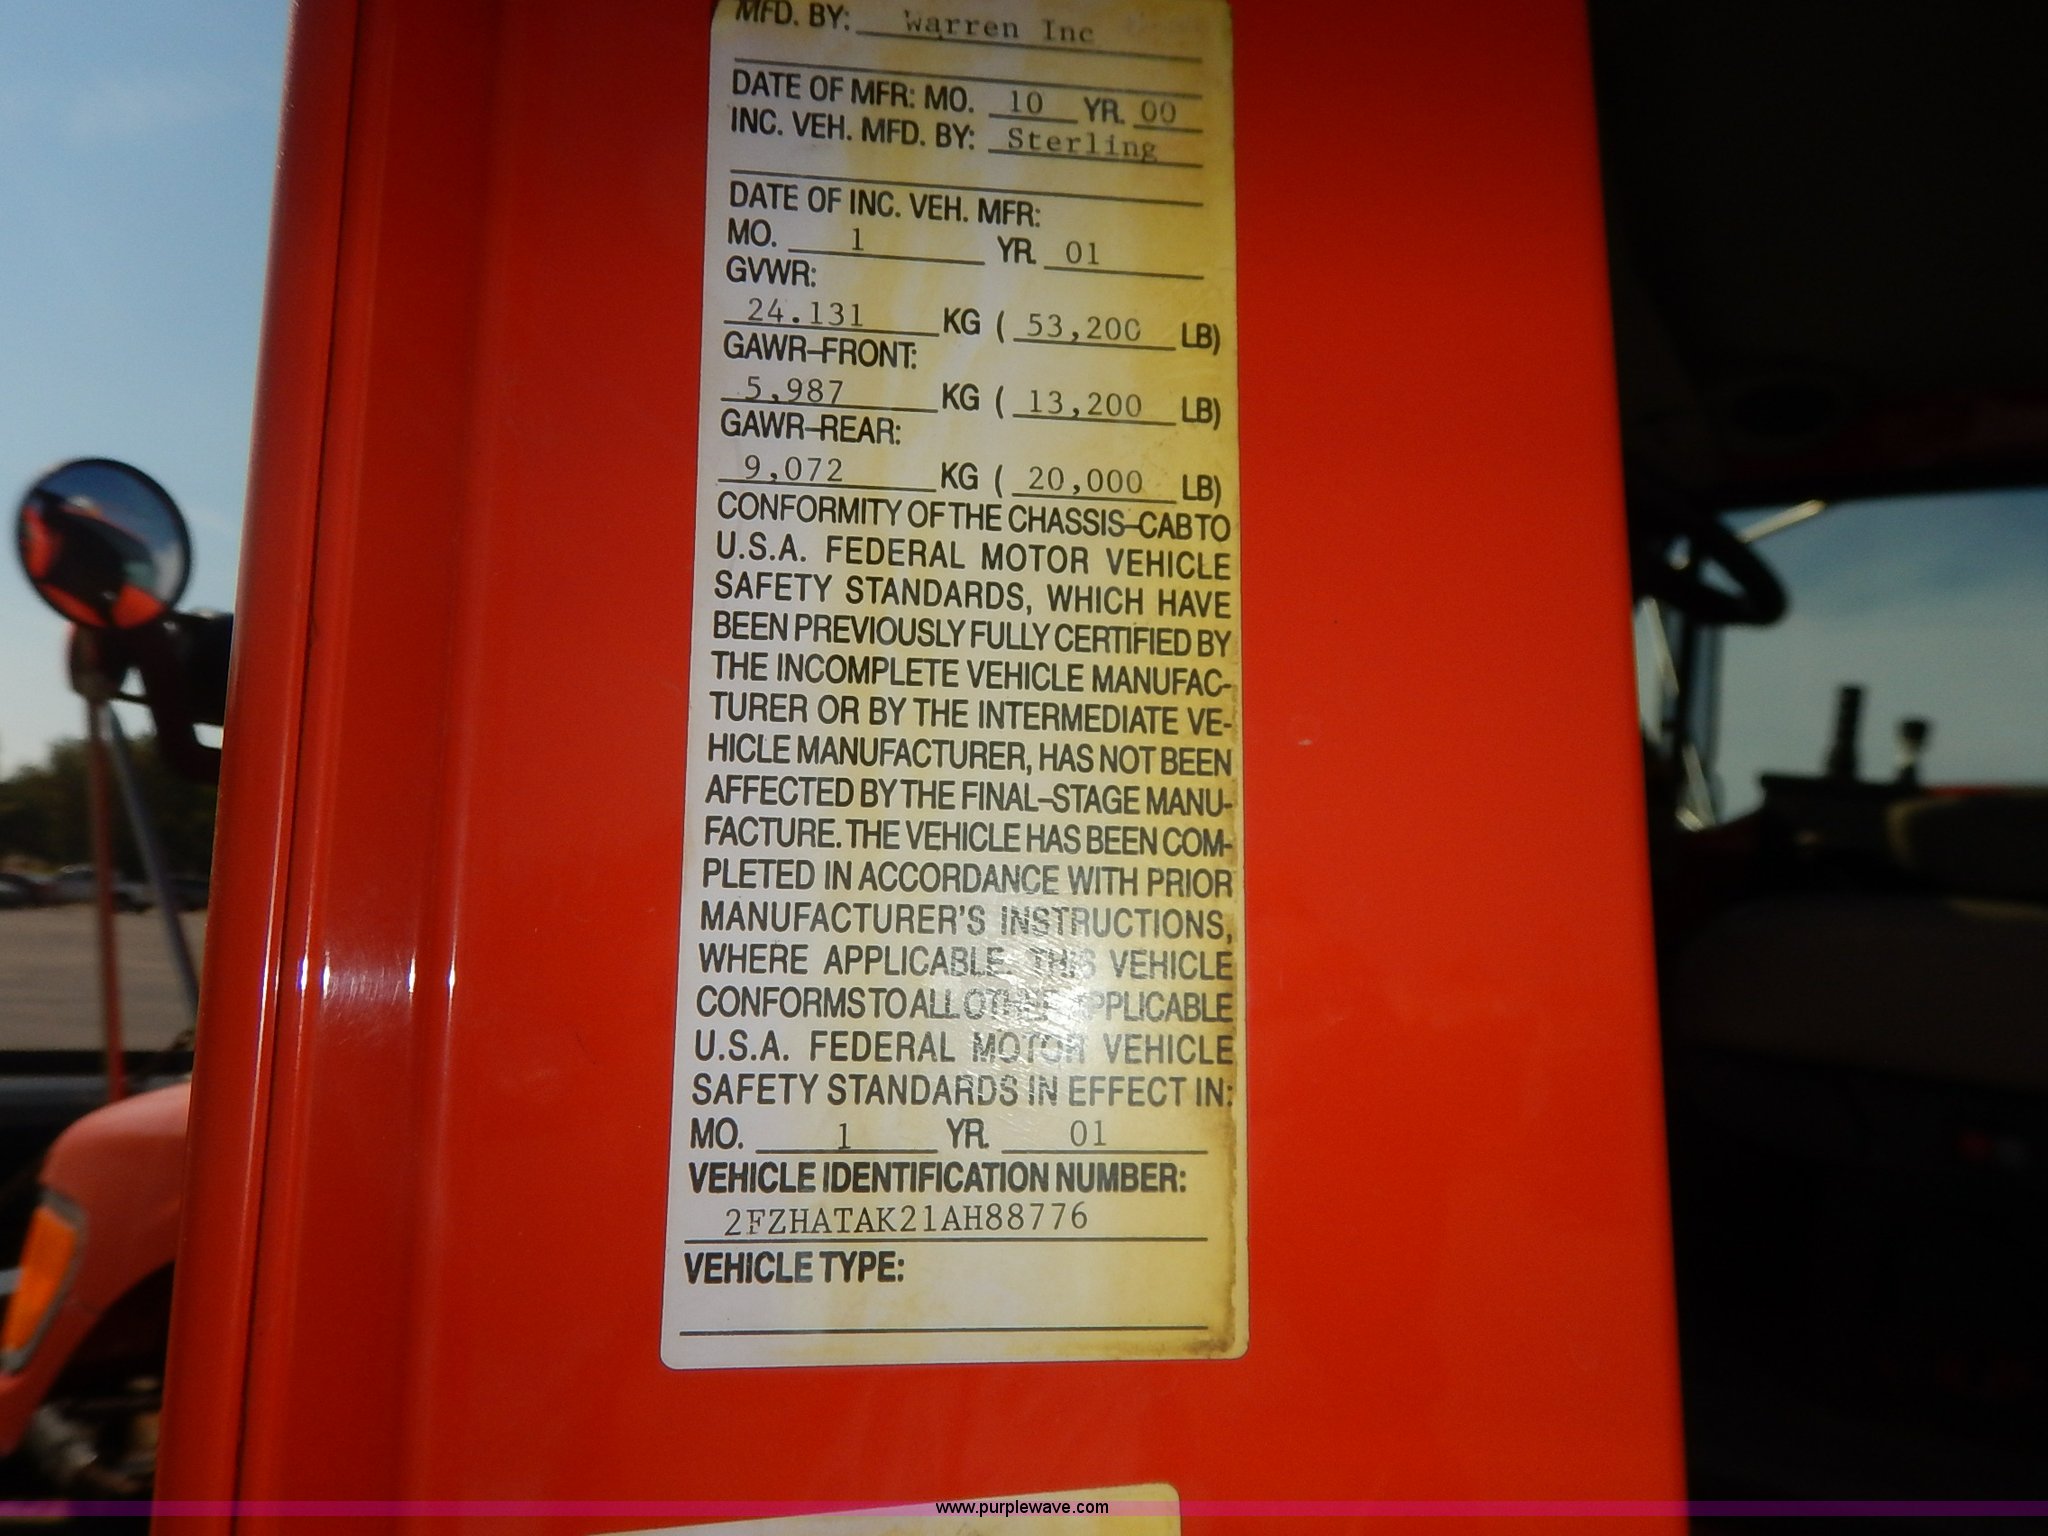 MFD. BY: Warren Inc
DATE OF MFR: MO. 10 YR. 00
INC. VEH. MFD. BY: Sterling
DATE OF INC. VEH. MFR:
MO. 1 YR. 01
GVWR:
24.131 KG ( 53,200 LB)
GAWR-FRONT:
5,987 KG ( 13,200 LB)
GAWR-REAR:
9,072 KG ( 20,000 LB)
CONFORMITY OF THE CHASSIS-CAB TO
U.S.A. FEDERAL MOTOR VEHICLE
SAFETY STANDARDS, WHICH HAVE
BEEN PREVIOUSLY FULLY CERTIFIED BY
THE INCOMPLETE VEHICLE MANUFAC-
TURER OR BY THE INTERMEDIATE VE-
HICLE MANUFACTURER, HAS NOT BEEN
AFFECTED BY THE FINAL-STAGE MANU-
FACTURE. THE VEHICLE HAS BEEN COM-
PLETED IN ACCORDANCE WITH PRIOR
MANUFACTURER'S INSTRUCTIONS,
WHERE APPLICABLE. THIS VEHICLE
CONFORMS TO ALL OTHER APPLICABLE
U.S.A. FEDERAL MOTOR VEHICLE
SAFETY STANDARDS IN EFFECT IN:
MO. 1 YR. 01
VEHICLE IDENTIFICATION NUMBER:
2FZHATAK21AH88776
VEHICLE TYPE:
www.purplewave.com